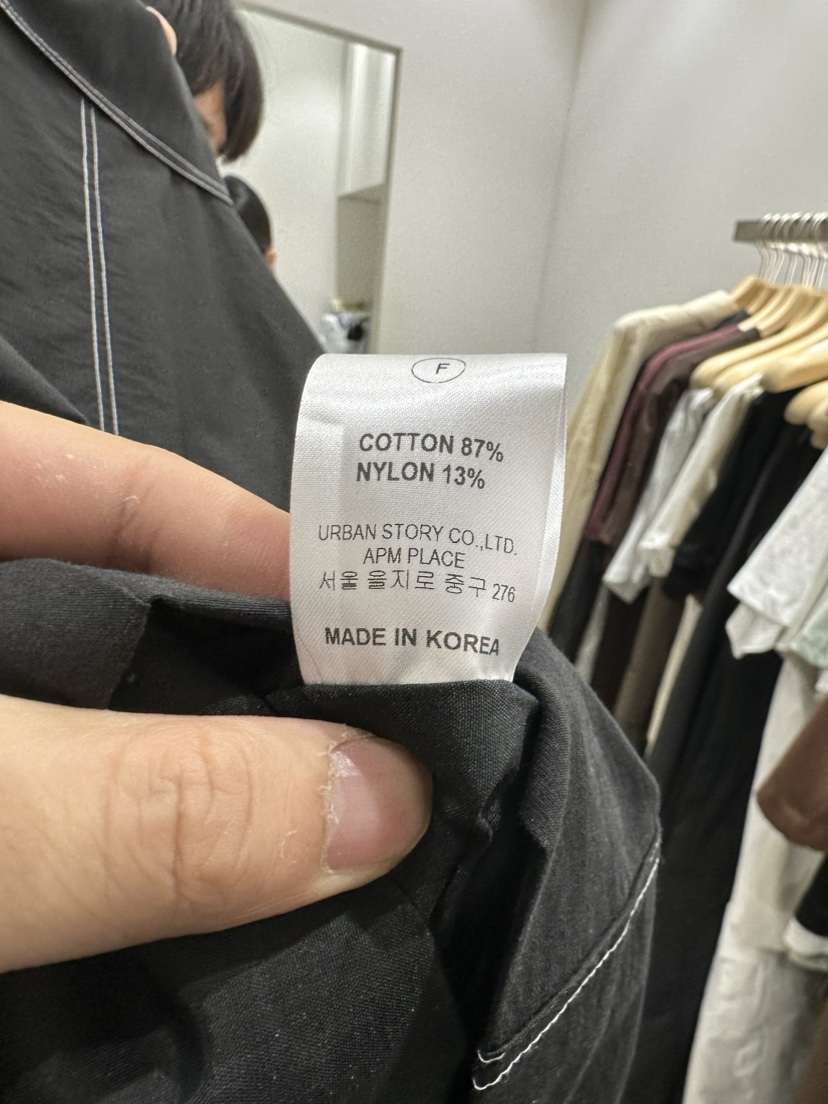 F
COTTON 87%
NYLON 13%
URBAN STORY CO.,LTD.
APM PLACE
서울 을지로 중구 276
MADE IN KOREA